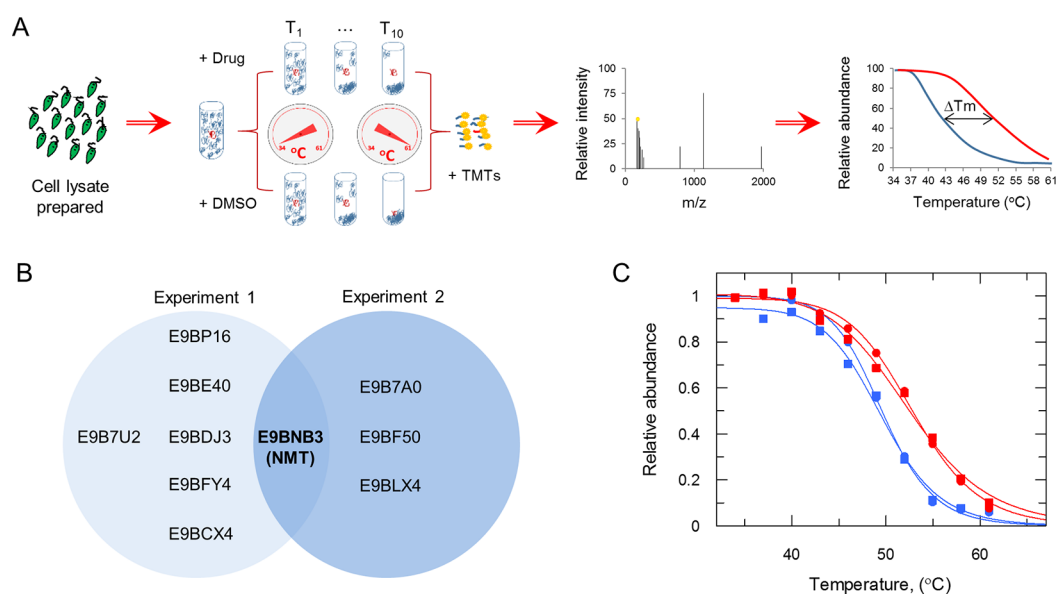 A
T1 ... T10
+ Drug
34 61
°C
34 61
°C
+ DMSO
+ TMTs
Cell lysate
prepared
Relative intensity
100
75
50
25
0
0 1000 2000
m/z
Relative abundance
100
80
60
40
20
0
ΔTm
34 37 40 43 46 49 52 55 58 61
Temperature (°C)
B
Experiment 1
Experiment 2
E9BP16
E9BE40
E9B7U2
E9BDJ3
E9BFY4
E9BCX4
E9BNB3
(NMT)
E9B7A0
E9BF50
E9BLX4
C
Relative abundance
1
0.8
0.6
0.4
0.2
0
40 50 60
Temperature, (°C)